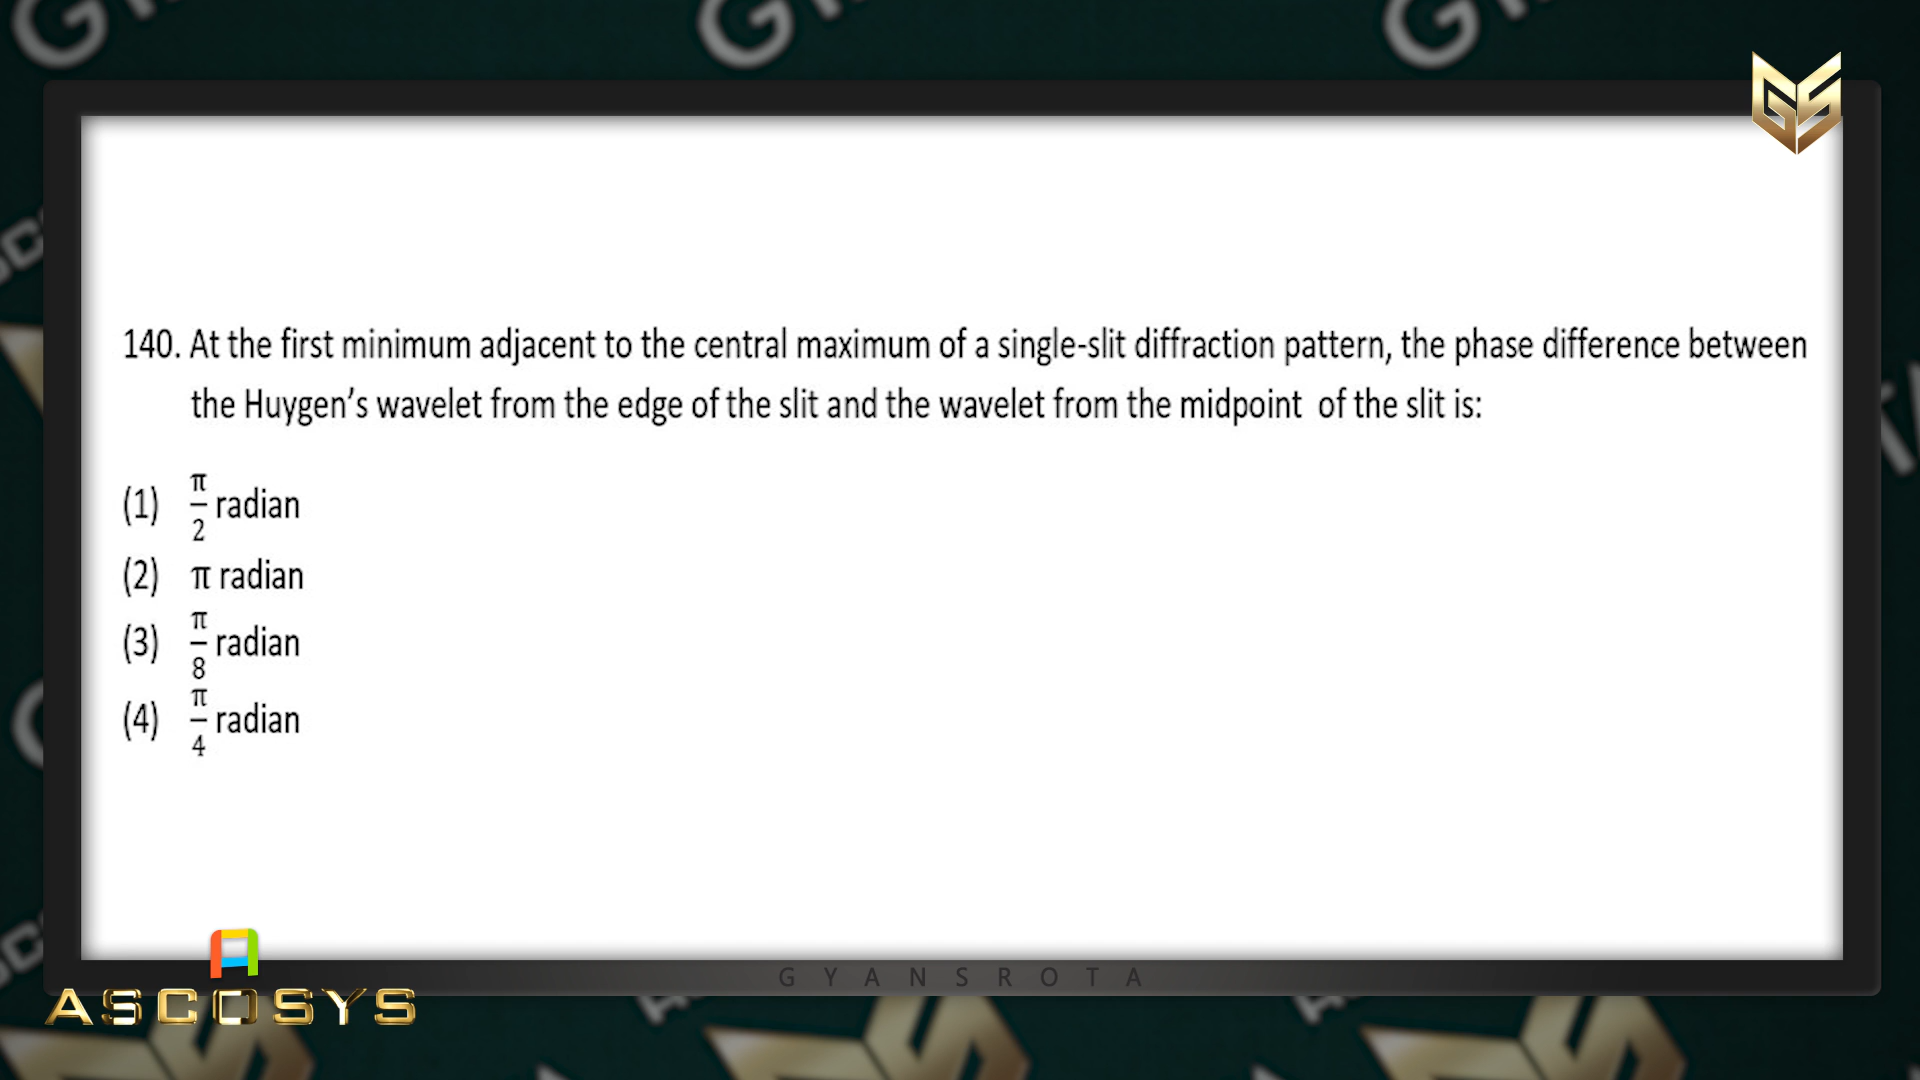 140. At the first minimum adjacent to the central maximum of a single-slit diffraction pattern, the phase difference between
the Huygen’s wavelet from the edge of the slit and the wavelet from the midpoint of the slit is:
(1) π/2 radian
(2) π radian
(3) π/8 radian
(4) π/4 radian
GYANSROTA
ASCOSYS